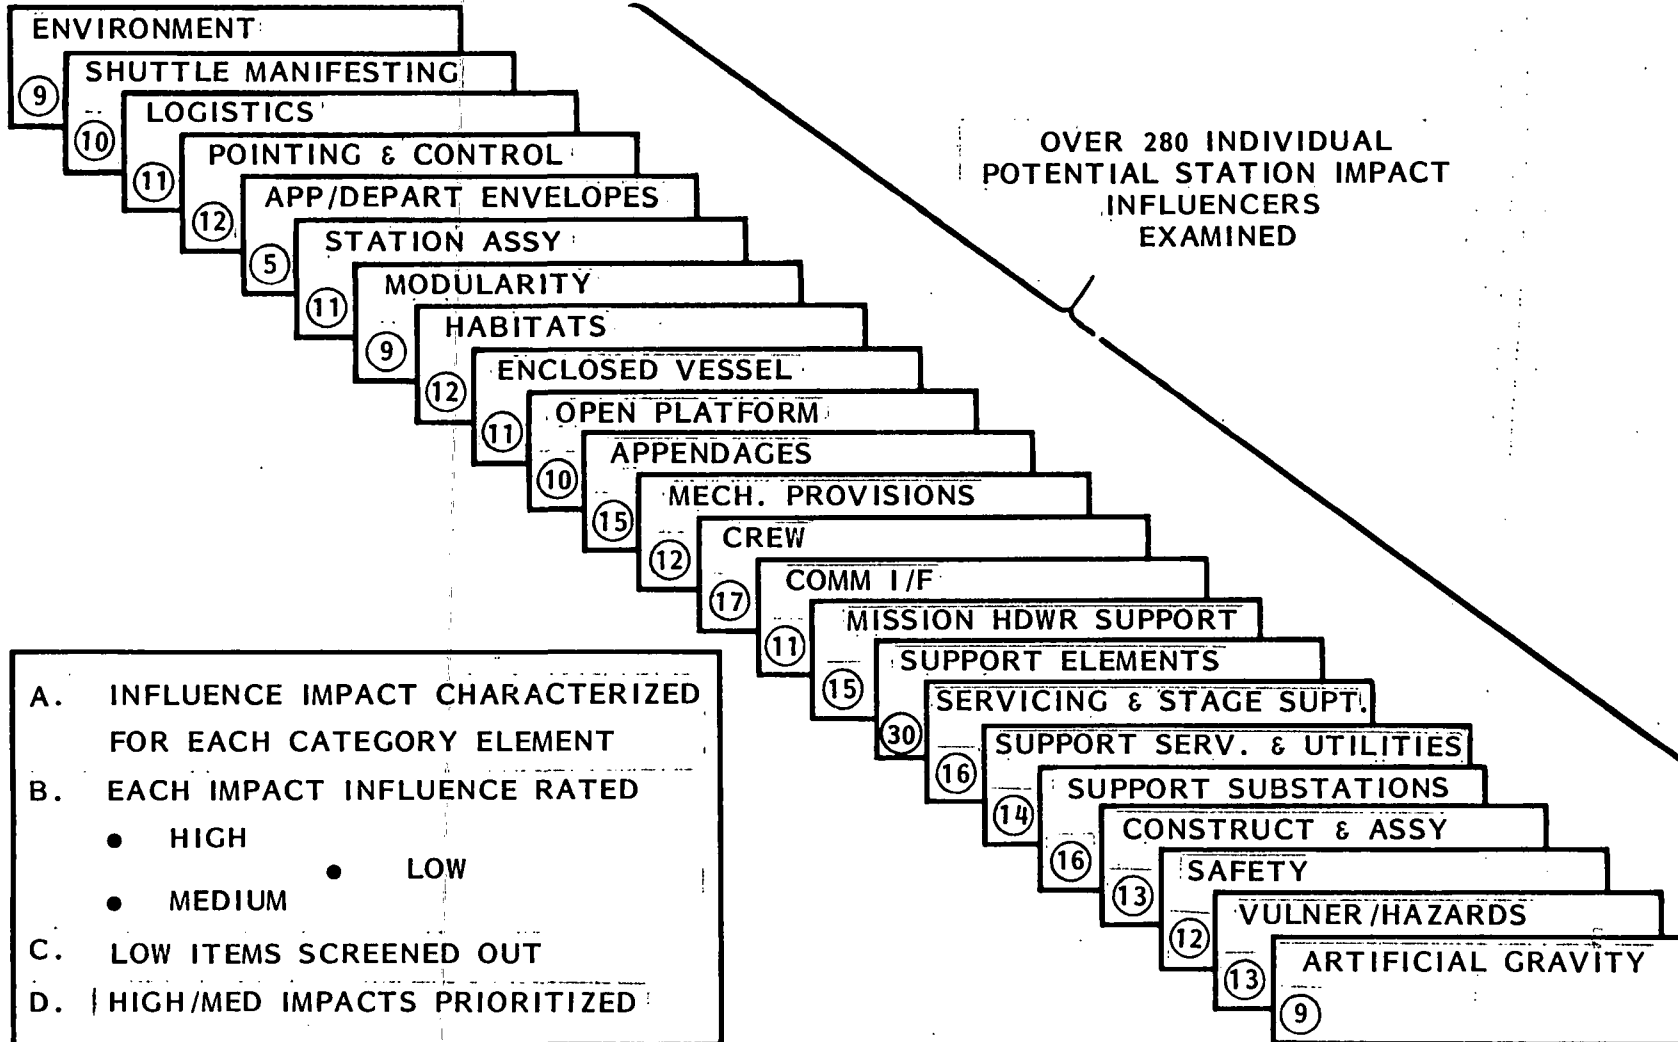 ENVIRONMENT
9
SHUTTLE MANIFESTING
10
LOGISTICS
11
POINTING & CONTROL
12
APP/DEPART ENVELOPES
5
STATION ASSY
11
MODULARITY
9
HABITATS
12
ENCLOSED VESSEL
11
OPEN PLATFORM
10
APPENDAGES
15
MECH. PROVISIONS
12
CREW
17
COMM I/F
11
MISSION HDWR SUPPORT
15
SUPPORT ELEMENTS
30
SERVICING & STAGE SUPT.
16
SUPPORT SERV. & UTILITIES
14
SUPPORT SUBSTATIONS
16
CONSTRUCT & ASSY
13
SAFETY
12
VULNER/HAZARDS
13
ARTIFICIAL GRAVITY
9
OVER 280 INDIVIDUAL
POTENTIAL STATION IMPACT
INFLUENCERS
EXAMINED
A. INFLUENCE IMPACT CHARACTERIZED
FOR EACH CATEGORY ELEMENT
B. EACH IMPACT INFLUENCE RATED
● HIGH
● LOW
● MEDIUM
C. LOW ITEMS SCREENED OUT
D. HIGH/MED IMPACTS PRIORITIZED